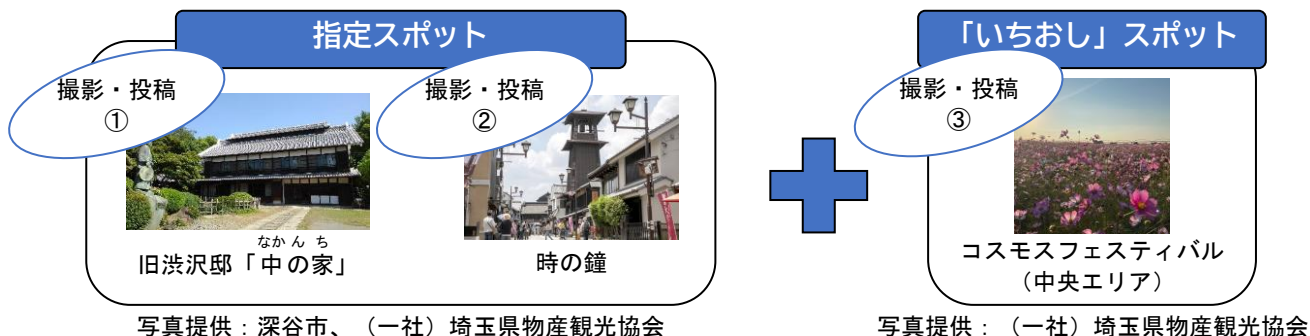 指定スポット
撮影・投稿
①
撮影・投稿
②
なかんち
旧渋沢邸「中の家」
時の鐘
写真提供：深谷市、（一社）埼玉県物産観光協会
「いちおし」スポット
撮影・投稿
③
コスモスフェスティバル
（中央エリア）
写真提供：（一社）埼玉県物産観光協会